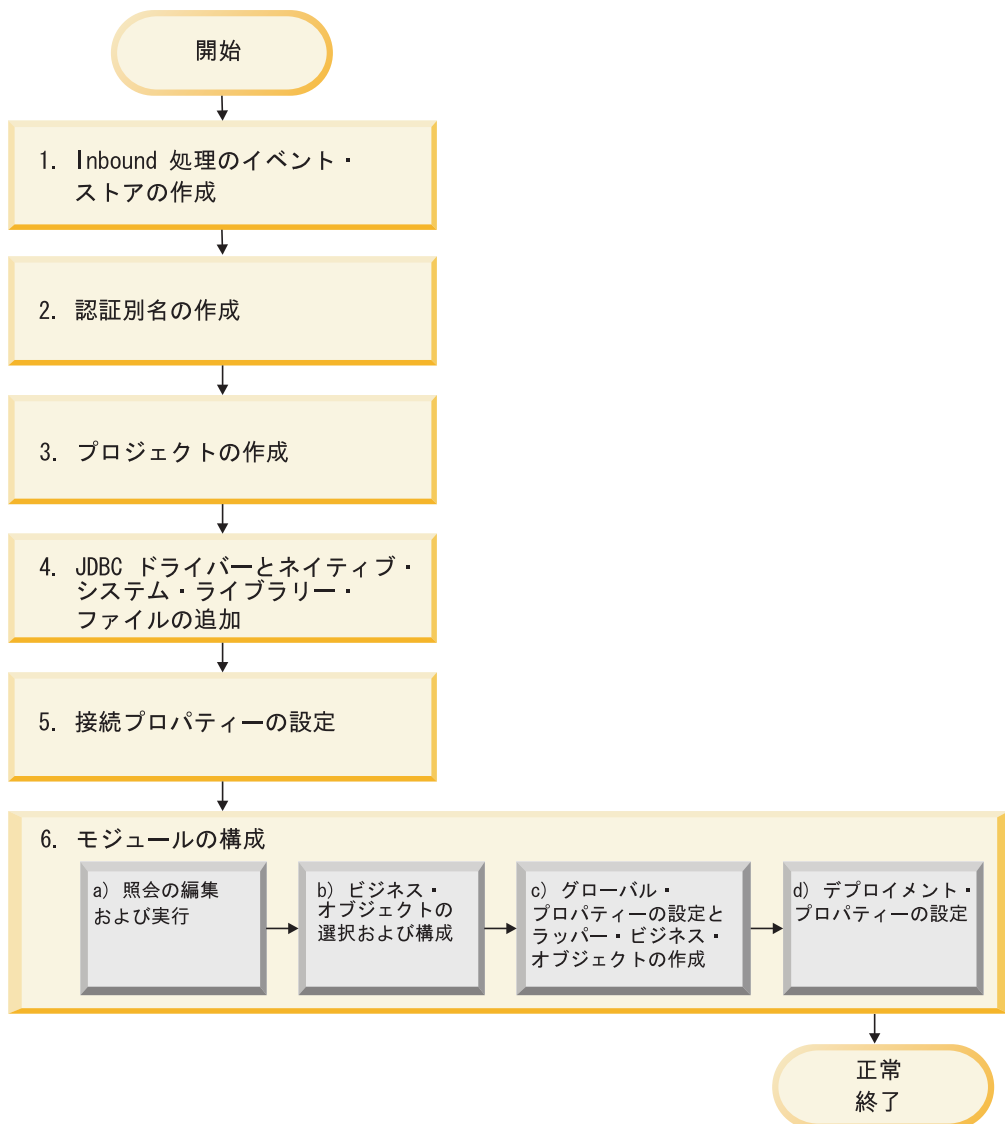 開始
1. Inbound 処理のイベント・
ストアの作成
2. 認証別名の作成
3. プロジェクトの作成
4. JDBC ドライバーとネイティブ・
システム・ライブラリー・
ファイルの追加
5. 接続プロパティーの設定
6. モジュールの構成
a) 照会の編集
および実行
b) ビジネス・
オブジェクトの
選択および構成
c) グローバル・
プロパティーの設定と
ラッパー・ビジネス・
オブジェクトの作成
d) デプロイメント・
プロパティーの設定
正常
終了